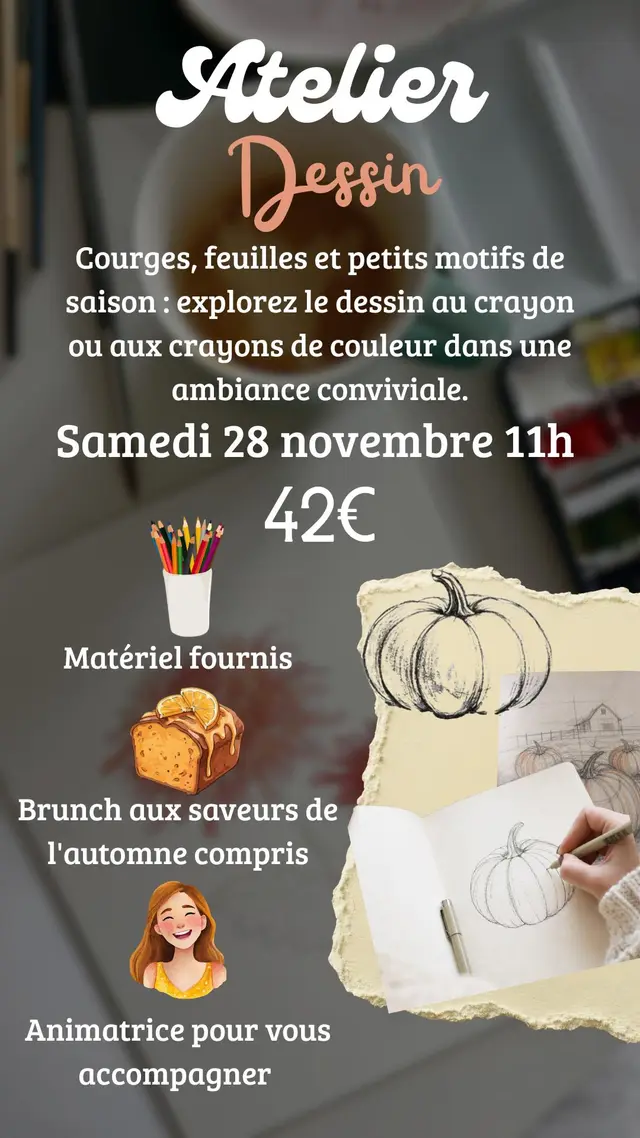 Atelier
Dessin
Courges, feuilles et petits motifs de
saison : explorez le dessin au crayon
ou aux crayons de couleur dans une
ambiance conviviale.
Samedi 28 novembre 11h
42€
Matériel fournis
Brunch aux saveurs de
l'automne compris
Animatrice pour vous
accompagner